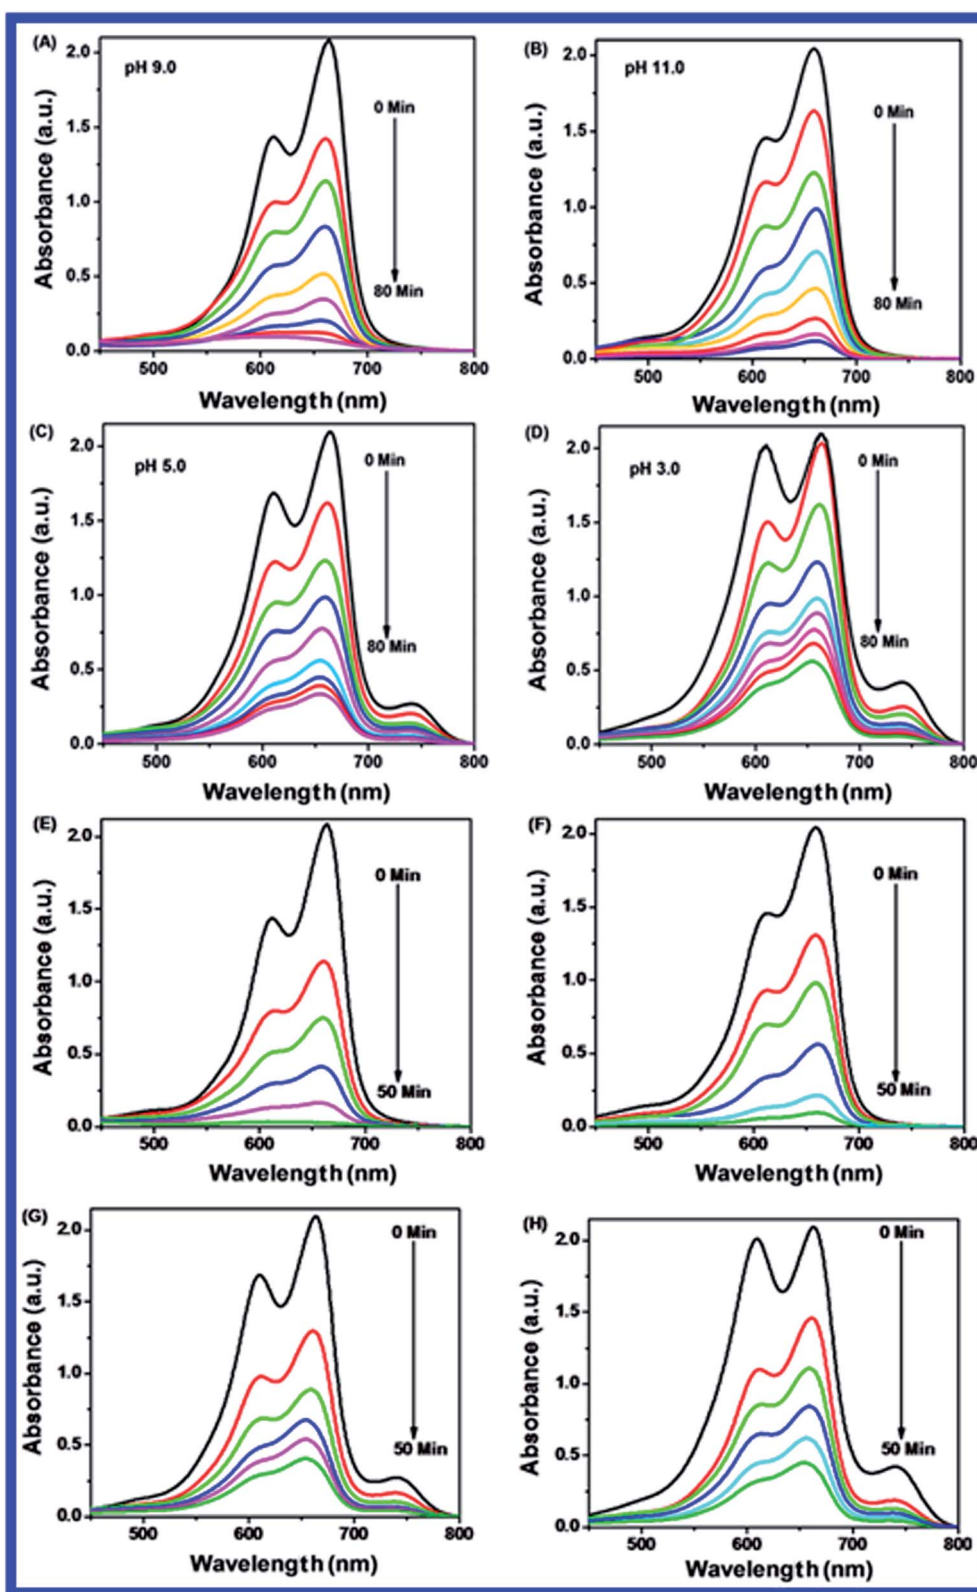 (A)
pH 9.0
0 Min
80 Min
Absorbance (a.u.)
2.0
1.5
1.0
0.5
0.0
500 600 700 800
Wavelength (nm)
(B)
pH 11.0
0 Min
80 Min
Absorbance (a.u.)
2.0
1.5
1.0
0.5
0.0
500 600 700 800
Wavelength (nm)
(C)
pH 5.0
0 Min
80 Min
Absorbance (a.u.)
2.0
1.5
1.0
0.5
0.0
500 600 700 800
Wavelength (nm)
(D)
pH 3.0
0 Min
80 Min
Absorbance (a.u.)
2.0
1.5
1.0
0.5
0.0
500 600 700 800
Wavelength (nm)
(E)
0 Min
50 Min
Absorbance (a.u.)
2.0
1.5
1.0
0.5
0.0
500 600 700 800
Wavelength (nm)
(F)
0 Min
50 Min
Absorbance (a.u.)
2.0
1.5
1.0
0.5
0.0
500 600 700 800
Wavelength (nm)
(G)
0 Min
50 Min
Absorbance (a.u.)
2.0
1.5
1.0
0.5
0.0
500 600 700 800
Wavelength (nm)
(H)
0 Min
50 Min
Absorbance (a.u.)
2.0
1.5
1.0
0.5
0.0
500 600 700 800
Wavelength (nm)